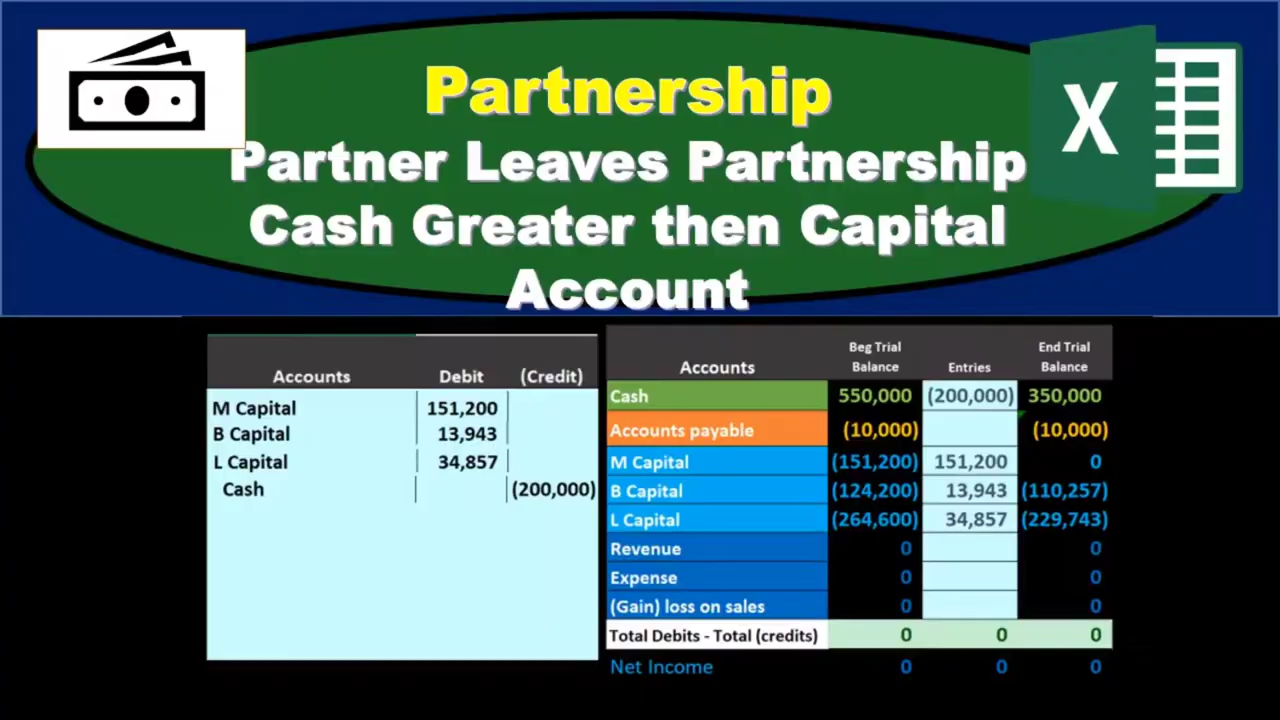 Partnership
Partner Leaves Partnership
Cash Greater then Capital
Account
X
Accounts Debit (Credit)
M Capital 151,200
B Capital 13,943
L Capital 34,857
Cash (200,000)
Accounts Beg Trial Balance Entries End Trial Balance
Cash 550,000 (200,000) 350,000
Accounts payable (10,000) (10,000)
M Capital (151,200) 151,200 0
B Capital (124,200) 13,943 (110,257)
L Capital (264,600) 34,857 (229,743)
Revenue 0 0
Expense 0 0
(Gain) loss on sales 0 0
Total Debits - Total (credits) 0 0 0
Net Income 0 0 0